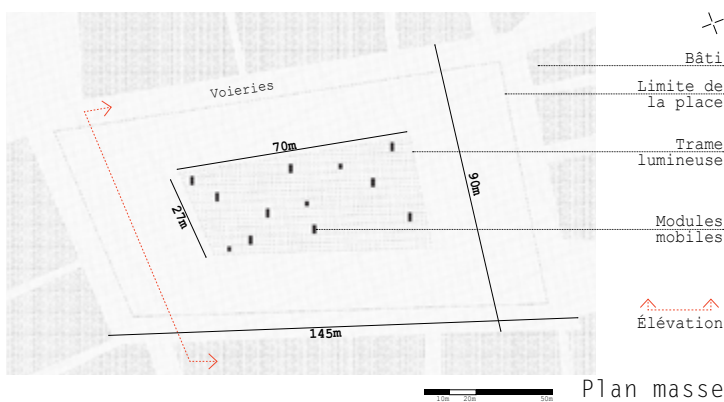 Bâti
Voieries
Limite de
la place
70m
Trame
lumineuse
90m
27m
Modules
mobiles
145m
Élévation
10m 20m 50m
Plan masse